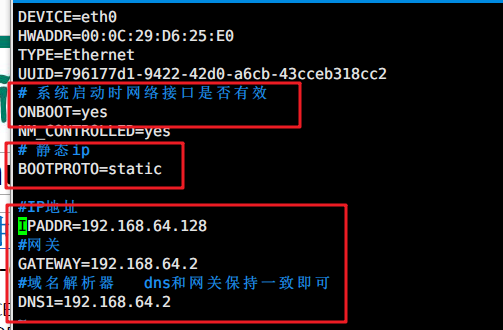 DEVICE=eth0
HWADDR=00:0C:29:D6:25:E0
TYPE=Ethernet
UUID=796177d1-9422-42d0-a6cb-43cceb318cc2
# 系统启动时网络接口是否有效
ONBOOT=yes
NM_CONTROLLED=yes
# 静态ip
BOOTPROTO=static
#IP地址
IPADDR=192.168.64.128
#网关
GATEWAY=192.168.64.2
#域名解析器 dns和网关保持一致即可
DNS1=192.168.64.2